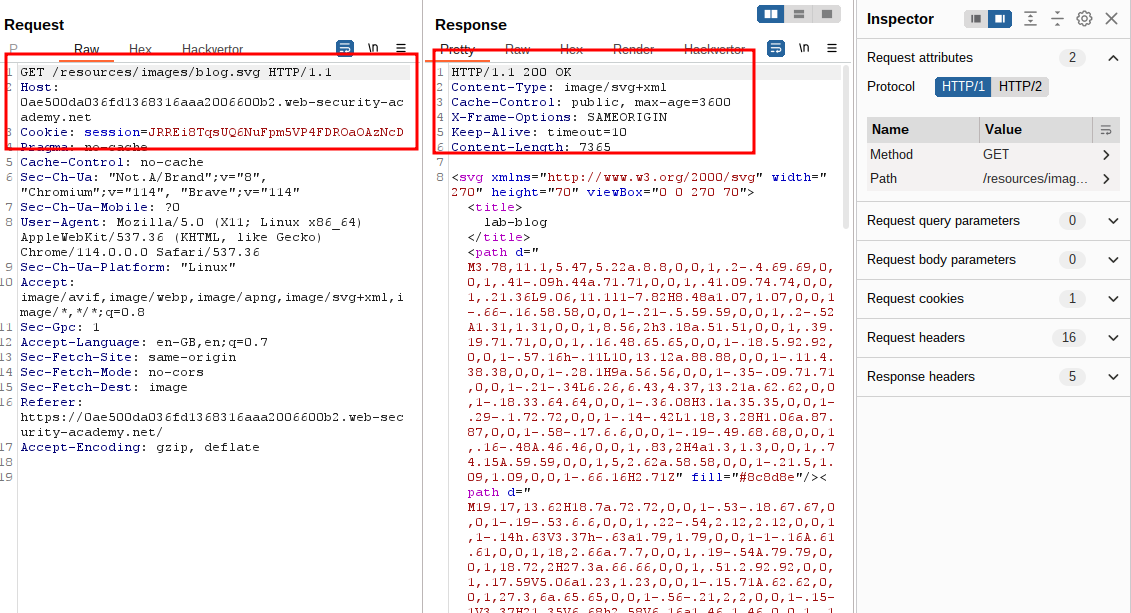 Request
P
Raw
Hex
Hackvertor
\n
1 GET /resources/images/blog.svg HTTP/1.1
2 Host:
0ae500da036fd1368316aaa2006600b2.web-security-ac
ademy.net
3 Cookie: session=JRREi8TqsUQ6NuFpm5VP4FDROaOAzNcD
4 Pragma: no-cache
5 Cache-Control: no-cache
6 Sec-Ch-Ua: "Not.A/Brand";v="8",
"Chromium";v="114", "Brave";v="114"
7 Sec-Ch-Ua-Mobile: ?0
8 User-Agent: Mozilla/5.0 (X11; Linux x86_64)
AppleWebKit/537.36 (KHTML, like Gecko)
Chrome/114.0.0.0 Safari/537.36
9 Sec-Ch-Ua-Platform: "Linux"
10 Accept:
image/avif,image/webp,image/apng,image/svg+xml,i
mage/*,*/*;q=0.8
11 Sec-Gpc: 1
12 Accept-Language: en-GB,en;q=0.7
13 Sec-Fetch-Site: same-origin
14 Sec-Fetch-Mode: no-cors
15 Sec-Fetch-Dest: image
16 Referer:
https://0ae500da036fd1368316aaa2006600b2.web-sec
urity-academy.net/
17 Accept-Encoding: gzip, deflate
18
19
Response
Pretty
Raw
Hex
Render
Hackvertor
\n
1 HTTP/1.1 200 OK
2 Content-Type: image/svg+xml
3 Cache-Control: public, max-age=3600
4 X-Frame-Options: SAMEORIGIN
5 Keep-Alive: timeout=10
6 Content-Length: 7365
7
8 <svg xmlns="http://www.w3.org/2000/svg" width="
270" height="70" viewBox="0 0 270 70">
<title>
lab-blog
</title>
<path d="
M3.78,11.1,5.47,5.22a.8.8,0,0,1,.2-.4.69.69,0,
0,1,.41-.09h.44a.71.71,0,0,1,.41.09.74.74,0,0,
1,.21.36L9.06,11.111-7.82H8.48a1.07,1.07,0,0,1
-.66-.16.58.58,0,0,1-.21-.5.59.59,0,0,1,.2-.52
A1.31,1.31,0,0,1,8.56,2h3.18a.51.51,0,0,1,.39.
19.71.71,0,0,1,.16.48.65.65,0,0,1-.18.5.92.92,
0,0,1-.57.16h-.11L10,13.12a.88.88,0,0,1-.11.4.
38.38,0,0,1-.28.1H9a.56.56,0,0,1-.35-.09.71.71
,0,0,1-.21-.34L6.26,6.43,4.37,13.21a.62.62,0,0
,1-.18.33.64.64,0,0,1-.36.08H3.1a.35.35,0,0,1-
.29-.1.72.72,0,0,1-.14-.42L1.18,3.28H1.06a.87.
87,0,0,1-.58-.17.6.6,0,0,1-.19-.49.68.68,0,0,1
,.16-.48A.46.46,0,0,1,.83,2H4a1.3,1.3,0,0,1,.7
4.15A.59.59,0,0,1,5,2.62a.58.58,0,0,1-.21.5,1.
09,1.09,0,0,1-.66.16H2.71Z" fill="#8c8d8e"/><
path d="
M19.17,13.62H18.7a.72.72,0,0,1-.53-.18.67.67,0
,0,1-.19-.53.6.6,0,0,1,.22-.54,2.12,2.12,0,0,1
,1-.14h.63V3.37h-.63a1.79,1.79,0,0,1-1-.16A.61
.61,0,0,1,18,2.66a.7.7,0,0,1,.19-.54A.79.79,0,
0,1,18.72,2H27.3a.66.66,0,0,1,.51.2.92.92,0,0,
1,.17.59V5.06a1.23,1.23,0,0,1-.15.71A.62.62,0,
0,1,27.3,6a.65.65,0,0,1-.56-.21,2,2,0,0,1-.15-
Inspector
Request attributes 2
Protocol HTTP/1 HTTP/2
Name Value
Method GET
Path /resources/imag...
Request query parameters 0
Request body parameters 0
Request cookies 1
Request headers 16
Response headers 5